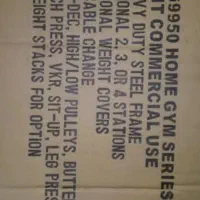 9950 HOME GYM SERIES
T COMMERCIAL USE
VY DUTY STEEL FRAME
ONAL 2, 3, OR 4 STATIONS
ONAL WEIGHT COVERS
TABLE CHANGE
-DEC, HIGH/LOW PULLEYS, BUTTE
CH PRESS, VKR, SIT-UP, LEG PRES
EIGHT STACKS FOR OPTION